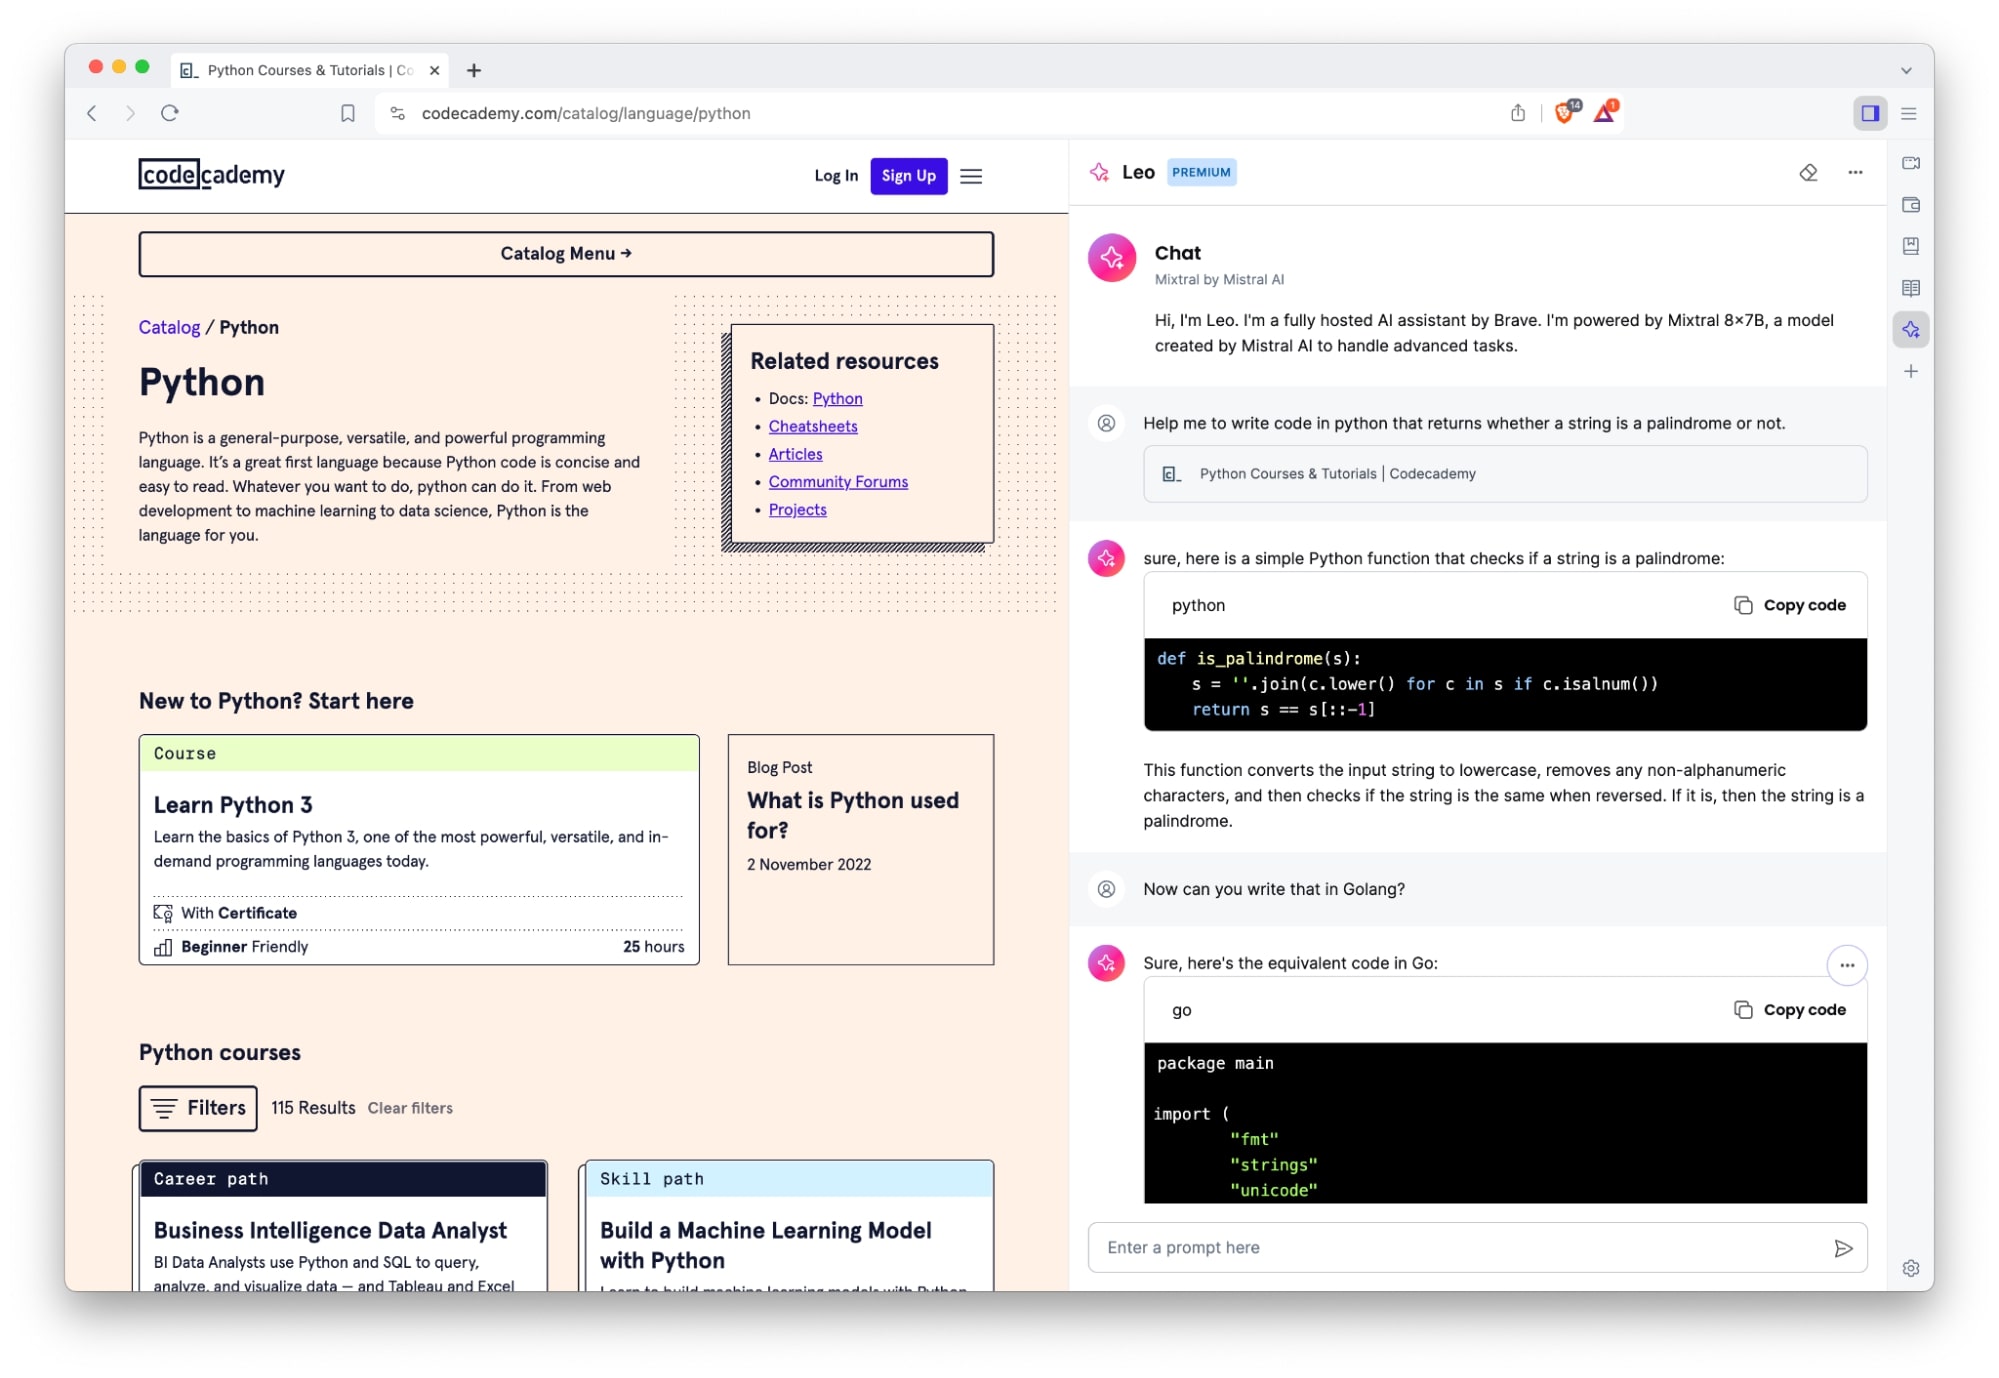 Python Courses & Tutorials | Co
codecademy.com/catalog/language/python
14
1
codecademy
Log In
Sign Up
Catalog Menu →
Catalog / Python
Python
Python is a general-purpose, versatile, and powerful programming
language. It's a great first language because Python code is concise and
easy to read. Whatever you want to do, python can do it. From web
development to machine learning to data science, Python is the
language for you.
Related resources
• Docs: Python
• Cheatsheets
• Articles
• Community Forums
• Projects
New to Python? Start here
Course
Learn Python 3
Learn the basics of Python 3, one of the most powerful, versatile, and in-
demand programming languages today.
With Certificate
Beginner Friendly
25 hours
Blog Post
What is Python used
for?
2 November 2022
Python courses
Filters
115 Results
Clear filters
Career path
Business Intelligence Data Analyst
BI Data Analysts use Python and SQL to query,
analyze, and visualize data — and Tableau and Excel
Skill path
Build a Machine Learning Model
with Python
Learn to build machine learning models with Python
Leo
PREMIUM
Chat
Mixtral by Mistral AI
Hi, I'm Leo. I'm a fully hosted AI assistant by Brave. I'm powered by Mixtral 8×7B, a model
created by Mistral AI to handle advanced tasks.
Help me to write code in python that returns whether a string is a palindrome or not.
Python Courses & Tutorials | Codecademy
sure, here is a simple Python function that checks if a string is a palindrome:
python
Copy code
def is_palindrome(s):
    s = ''.join(c.lower() for c in s if c.isalnum())
    return s == s[::-1]
This function converts the input string to lowercase, removes any non-alphanumeric
characters, and then checks if the string is the same when reversed. If it is, then the string is a
palindrome.
Now can you write that in Golang?
Sure, here's the equivalent code in Go:
go
Copy code
package main
import (
"fmt"
"strings"
"unicode"
Enter a prompt here